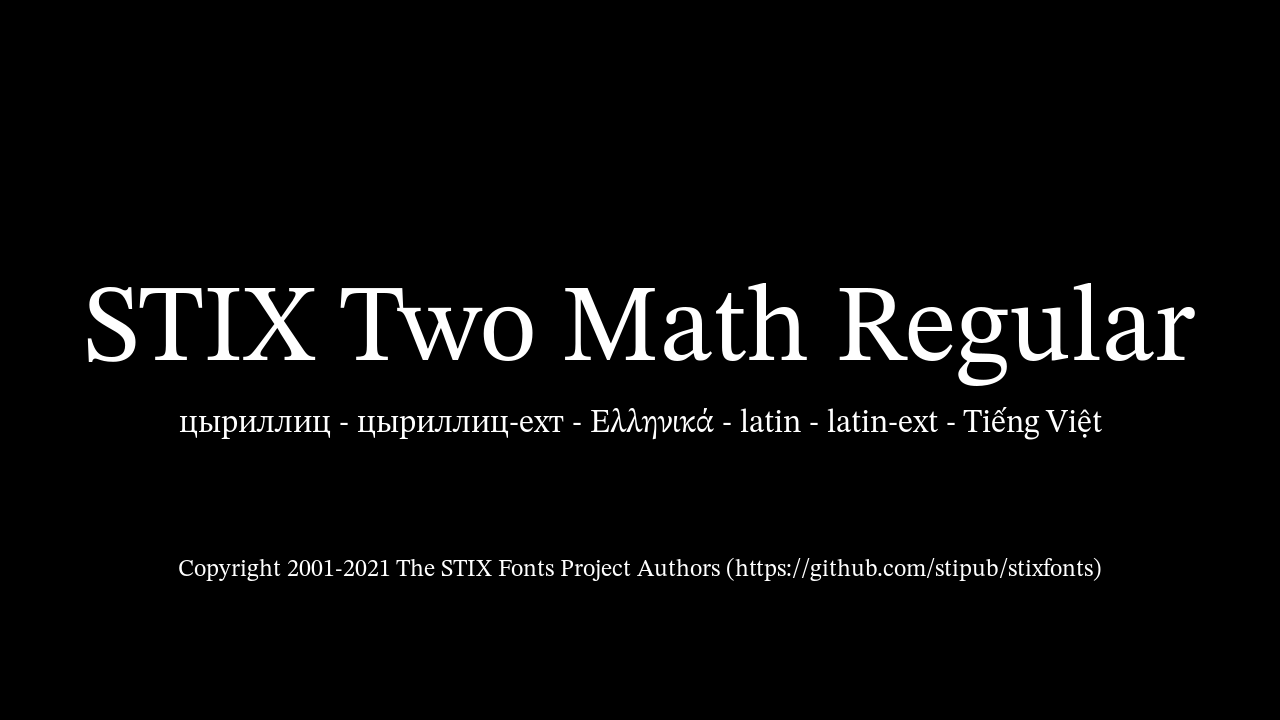 STIX Two Math Regular
цыриллиц - цыриллиц-ехт - Ελληνικά - latin - latin-ext - Tiếng Việt
Copyright 2001-2021 The STIX Fonts Project Authors (https://github.com/stipub/stixfonts)